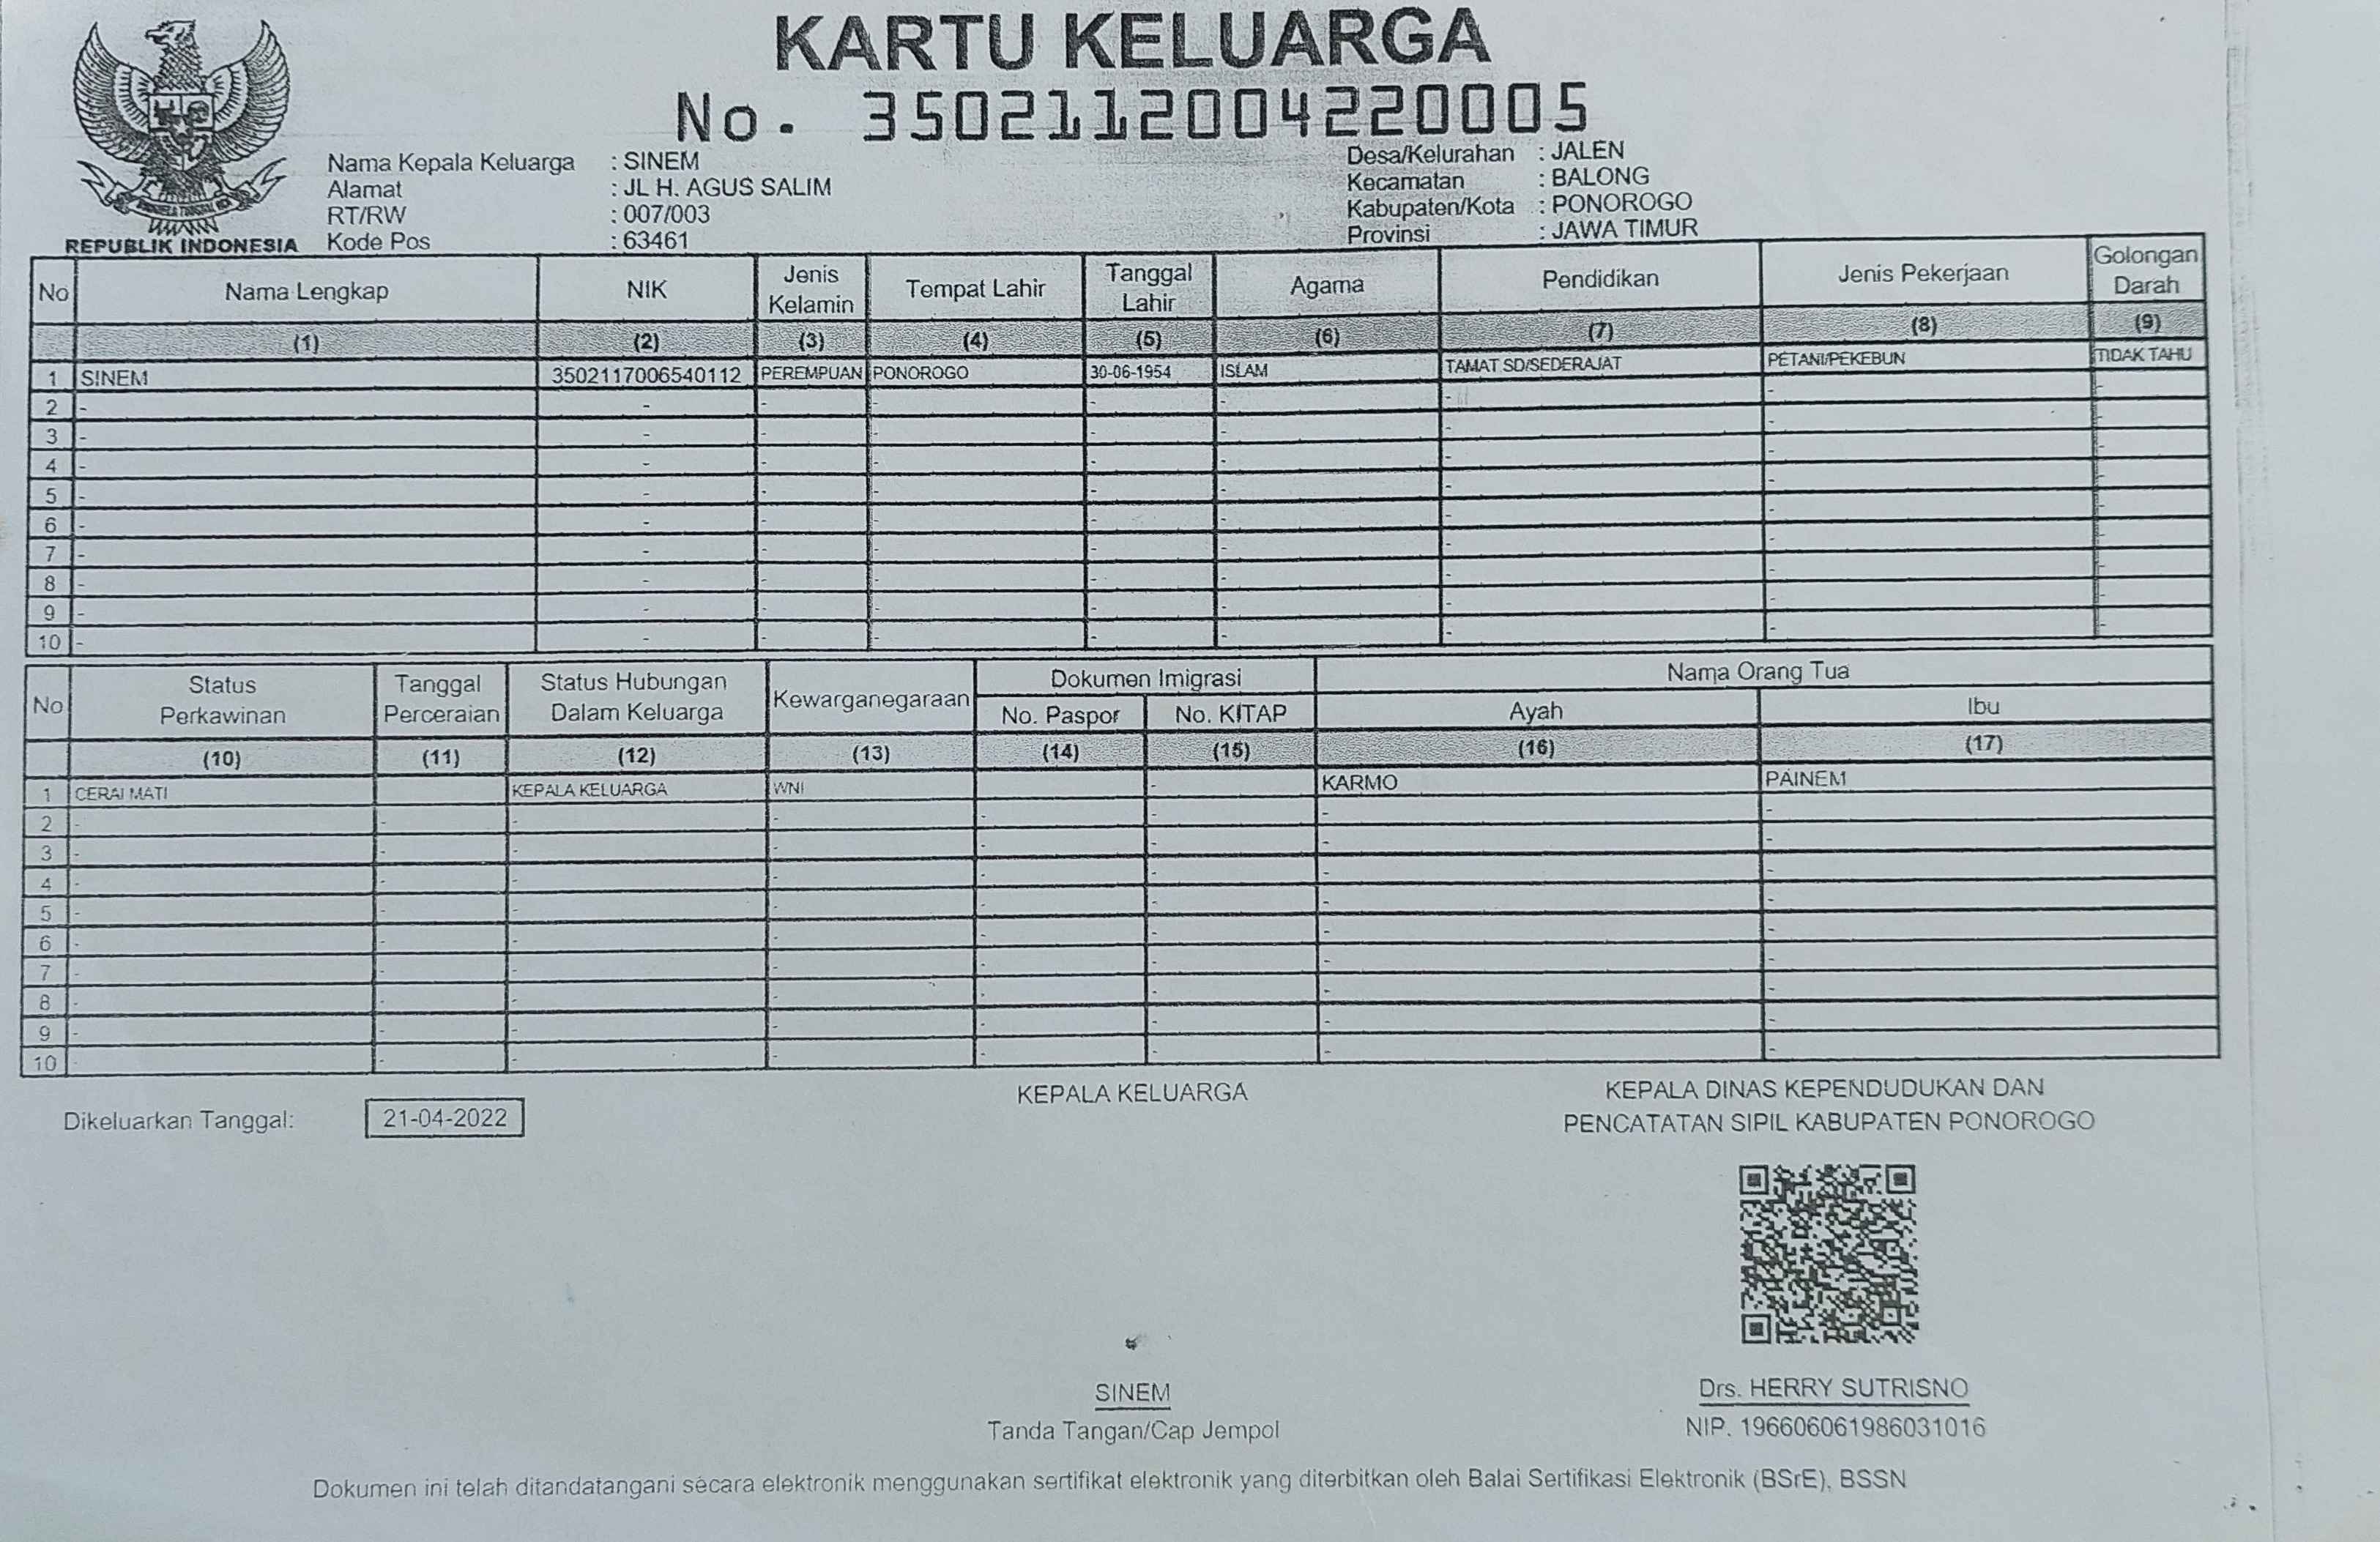 KARTU KELUARGA
No. 3502112004220005
REPUBLIK INDONESIA
Nama Kepala Keluarga : SINEM
Alamat : JL H. AGUS SALIM
RT/RW : 007/003
Kode Pos : 63461
Desa/Kelurahan : JALEN
Kecamatan : BALONG
Kabupaten/Kota : PONOROGO
Provinsi : JAWA TIMUR
No Nama Lengkap NIK Jenis Kelamin Tempat Lahir Tanggal Lahir Agama Pendidikan Jenis Pekerjaan Golongan Darah
(1) (2) (3) (4) (5) (6) (7) (8) (9)
1 SINEM 3502117006540112 PEREMPUAN PONOROGO 30-06-1954 ISLAM TAMAT SD/SEDERAJAT PETANI/PEKEBUN TIDAK TAHU
2 - - - - - - - - -
3 - - - - - - - - -
4 - - - - - - - - -
5 - - - - - - - - -
6 - - - - - - - - -
7 - - - - - - - - -
8 - - - - - - - - -
9 - - - - - - - - -
10 - - - - - - - - -
No Status Perkawinan Tanggal Perceraian Status Hubungan Dalam Keluarga Kewarganegaraan Dokumen Imigrasi Nama Orang Tua
No. Paspor No. KITAP Ayah Ibu
(10) (11) (12) (13) (14) (15) (16) (17)
1 CERAI MATI KEPALA KELUARGA WNI - KARMO PAINEM
2 - - - - - - - -
3 - - - - - - - -
4 - - - - - - - -
5 - - - - - - - -
6 - - - - - - - -
7 - - - - - - - -
8 - - - - - - - -
9 - - - - - - - -
10 - - - - - - - -
Dikeluarkan Tanggal: 21-04-2022
KEPALA KELUARGA
SINEM
Tanda Tangan/Cap Jempol
KEPALA DINAS KEPENDUDUKAN DAN
PENCATATAN SIPIL KABUPATEN PONOROGO
Drs. HERRY SUTRISNO
NIP. 196606061986031016
Dokumen ini telah ditandatangani secara elektronik menggunakan sertifikat elektronik yang diterbitkan oleh Balai Sertifikasi Elektronik (BSrE), BSSN